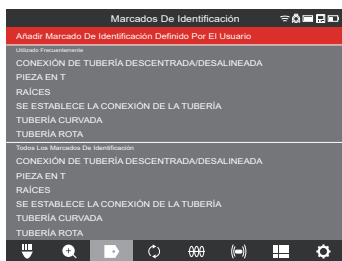 Marcados De Identificación
Añadir Marcado De Identificación Definido Por El Usuario
Utilizado Frecuentemente
CONEXIÓN DE TUBERÍA DESCENTRADA/DESALINEADA
PIEZA EN T
RAÍCES
SE ESTABLECE LA CONEXIÓN DE LA TUBERÍA
TUBERÍA CURVADA
TUBERÍA ROTA
Todos Los Marcados De Identificación
CONEXIÓN DE TUBERÍA DESCENTRADA/DESALINEADA
PIEZA EN T
RAÍCES
SE ESTABLECE LA CONEXIÓN DE LA TUBERÍA
TUBERÍA CURVADA
TUBERÍA ROTA